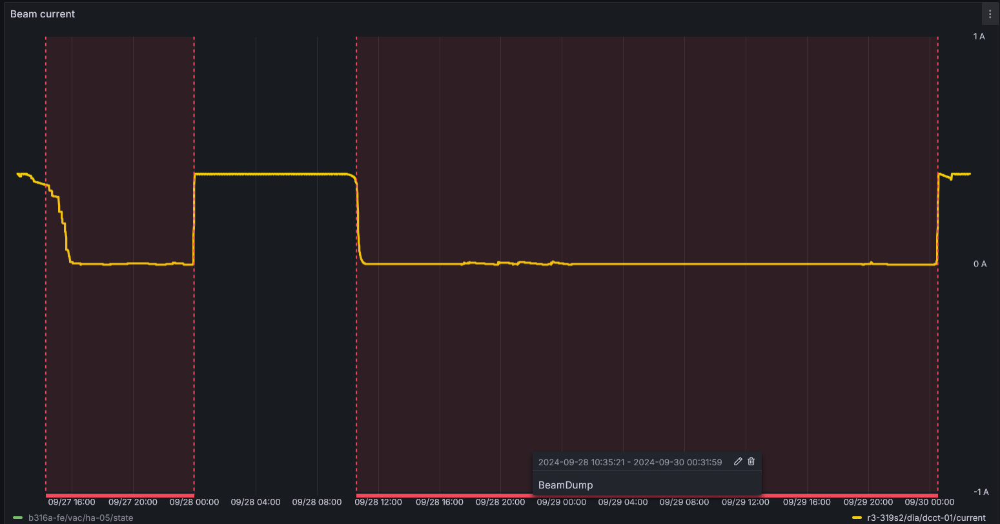 Beam current
1 A
0 A
-1 A
2024-09-28 10:35:21 - 2024-09-30 00:31:59
BeamDump
09/27 16:00 09/27 20:00 09/28 00:00 09/28 04:00 09/28 08:00 09/28 12:00 09/28 16:00 09/28 20:00 09/29 00:00 09/29 04:00 09/29 08:00 09/29 12:00 09/29 16:00 09/29 20:00 09/30 00:00
b316a-fe/vac/ha-05/state r3-319s2/dia/dcct-01/current